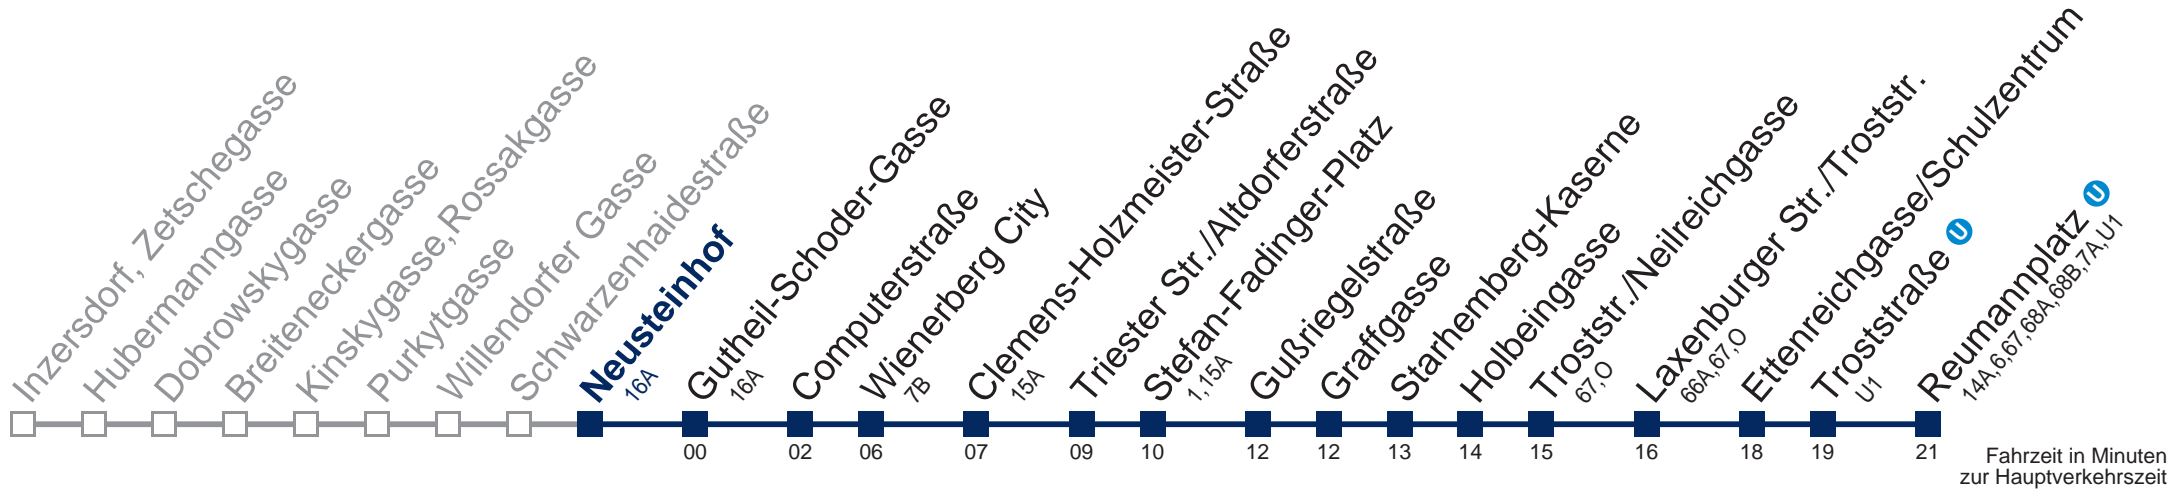 Inzersdorf, Zetschegasse
Hubermanngasse
Dobrowskygasse
Breiteneckergasse
Kinskygasse,Rossakgasse
Purkytgasse
Willendorfer Gasse
Schwarzenhaidestraße
Neusteinhof
16A
Gutheil-Schoder-Gasse
16A
00
Computerstraße
02
Wienerberg City
7B
06
Clemens-Holzmeister-Straße
15A
07
Triester Str./Altdorferstraße
09
Stefan-Fadinger-Platz
1,15A
10
Gußriegelstraße
12
Graffgasse
12
Starhemberg-Kaserne
13
Holbeingasse
14
Troststr./Neilreichgasse
67,O
15
Laxenburger Str./Troststr.
66A,67,O
16
Ettenreichgasse/Schulzentrum
18
Troststraße U
U1
19
Reumannplatz U
14A,6,67,68A,68B,7A,U1
21
Fahrzeit in Minuten
zur Hauptverkehrszeit